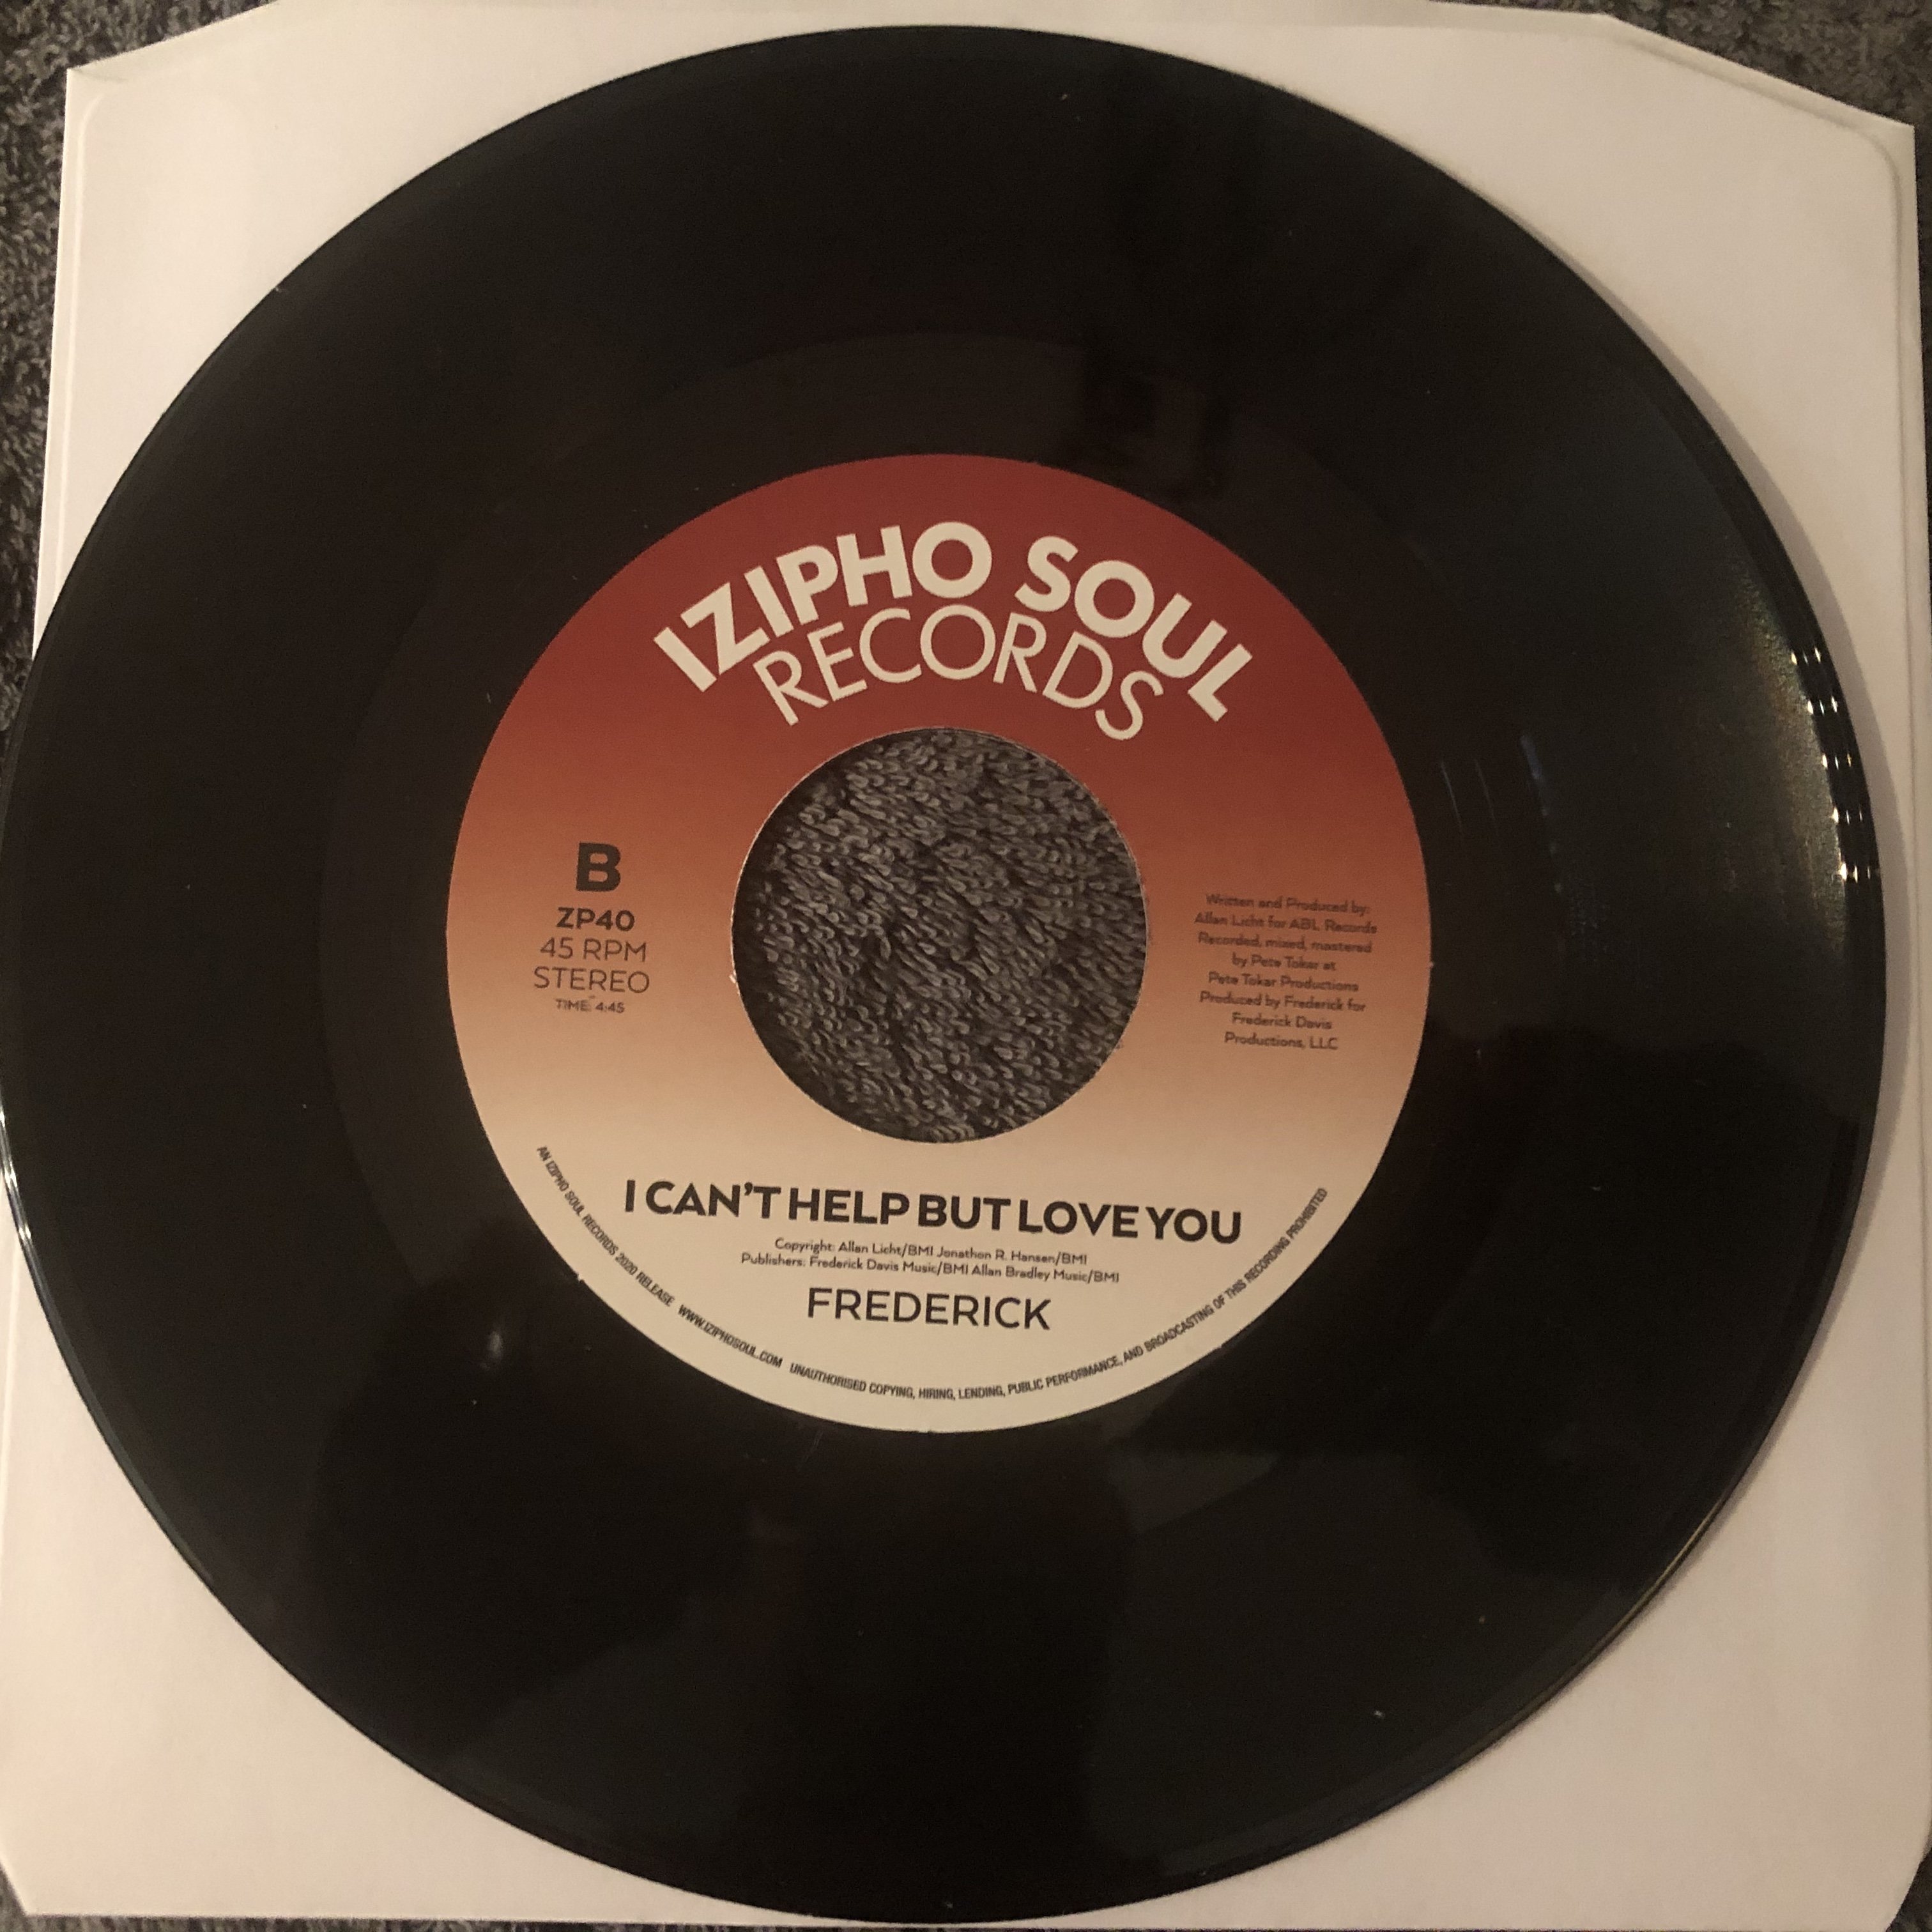 IZIPHO SOUL
RECORDS
B
ZP40
45 RPM
STEREO
TIME: 4:45
Written and Produced by:
Allan Licht for ABL Records
Recorded, mixed, mastered
by Pete Tokar at
Pete Tokar Productions
Produced by Frederick for
Frederick Davis
Productions, LLC
I CAN'T HELP BUT LOVE YOU
Copyright: Allan Licht/BMI Jonathon R. Hansen/BMI
Publishers: Frederick Davis Music/BMI Allan Bradley Music/BMI
FREDERICK
AN IZIPHO SOUL RECORDS 2020 RELEASE WWW.IZIPHOSOUL.COM UNAUTHORISED COPYING, HIRING, LENDING, PUBLIC PERFORMANCE, AND BROADCASTING OF THIS RECORDING PROHIBITED